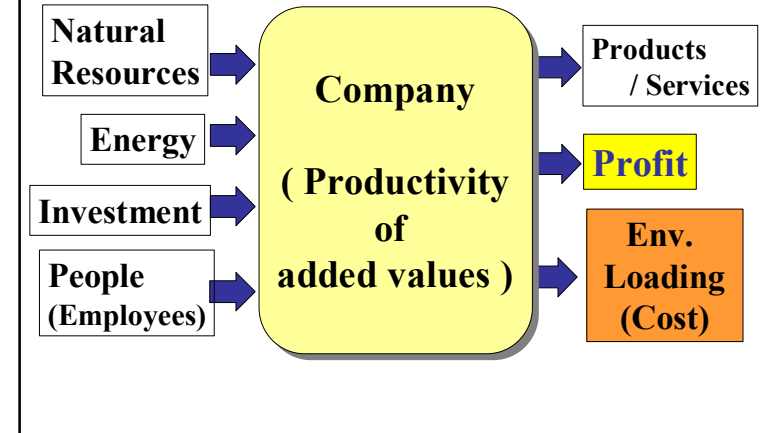 Natural
Resources
Energy
Investment
People
(Employees)
Company
( Productivity
of
added values )
Products
/ Services
Profit
Env.
Loading
(Cost)